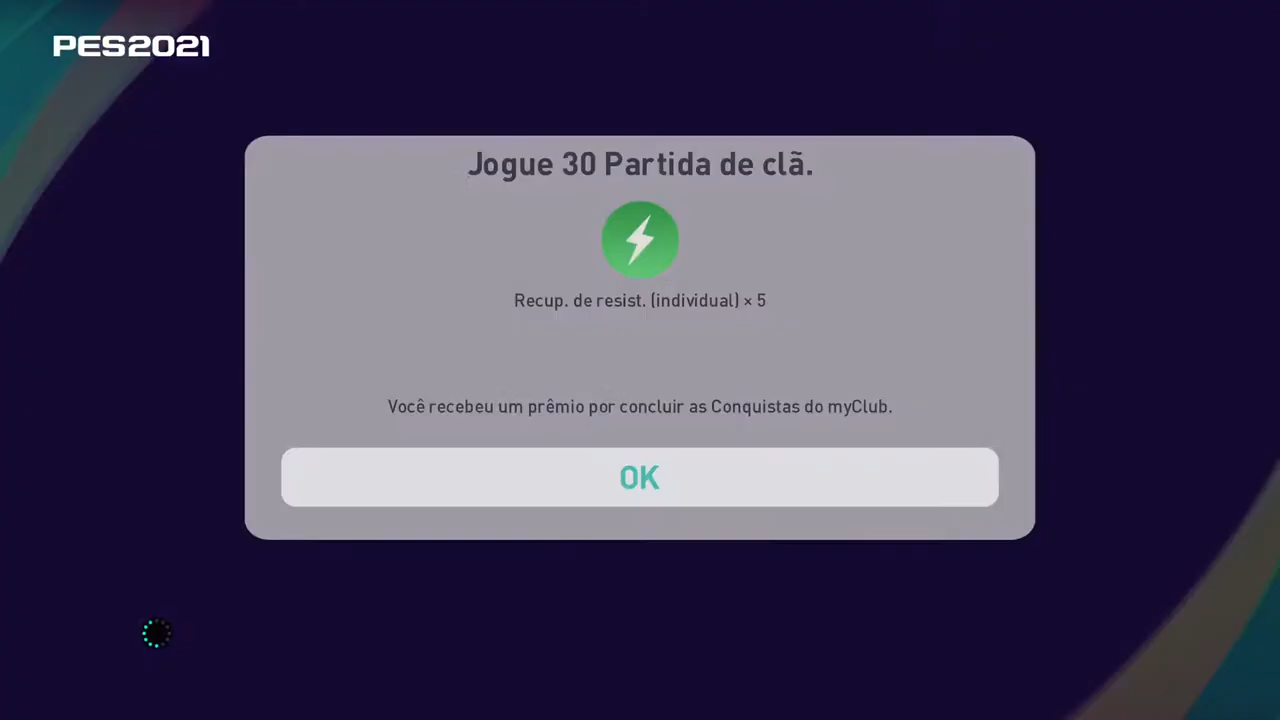 PES2021
Jogue 30 Partida de clã.
Recup. de resist. (individual) × 5
Você recebeu um prêmio por concluir as Conquistas do myClub.
OK